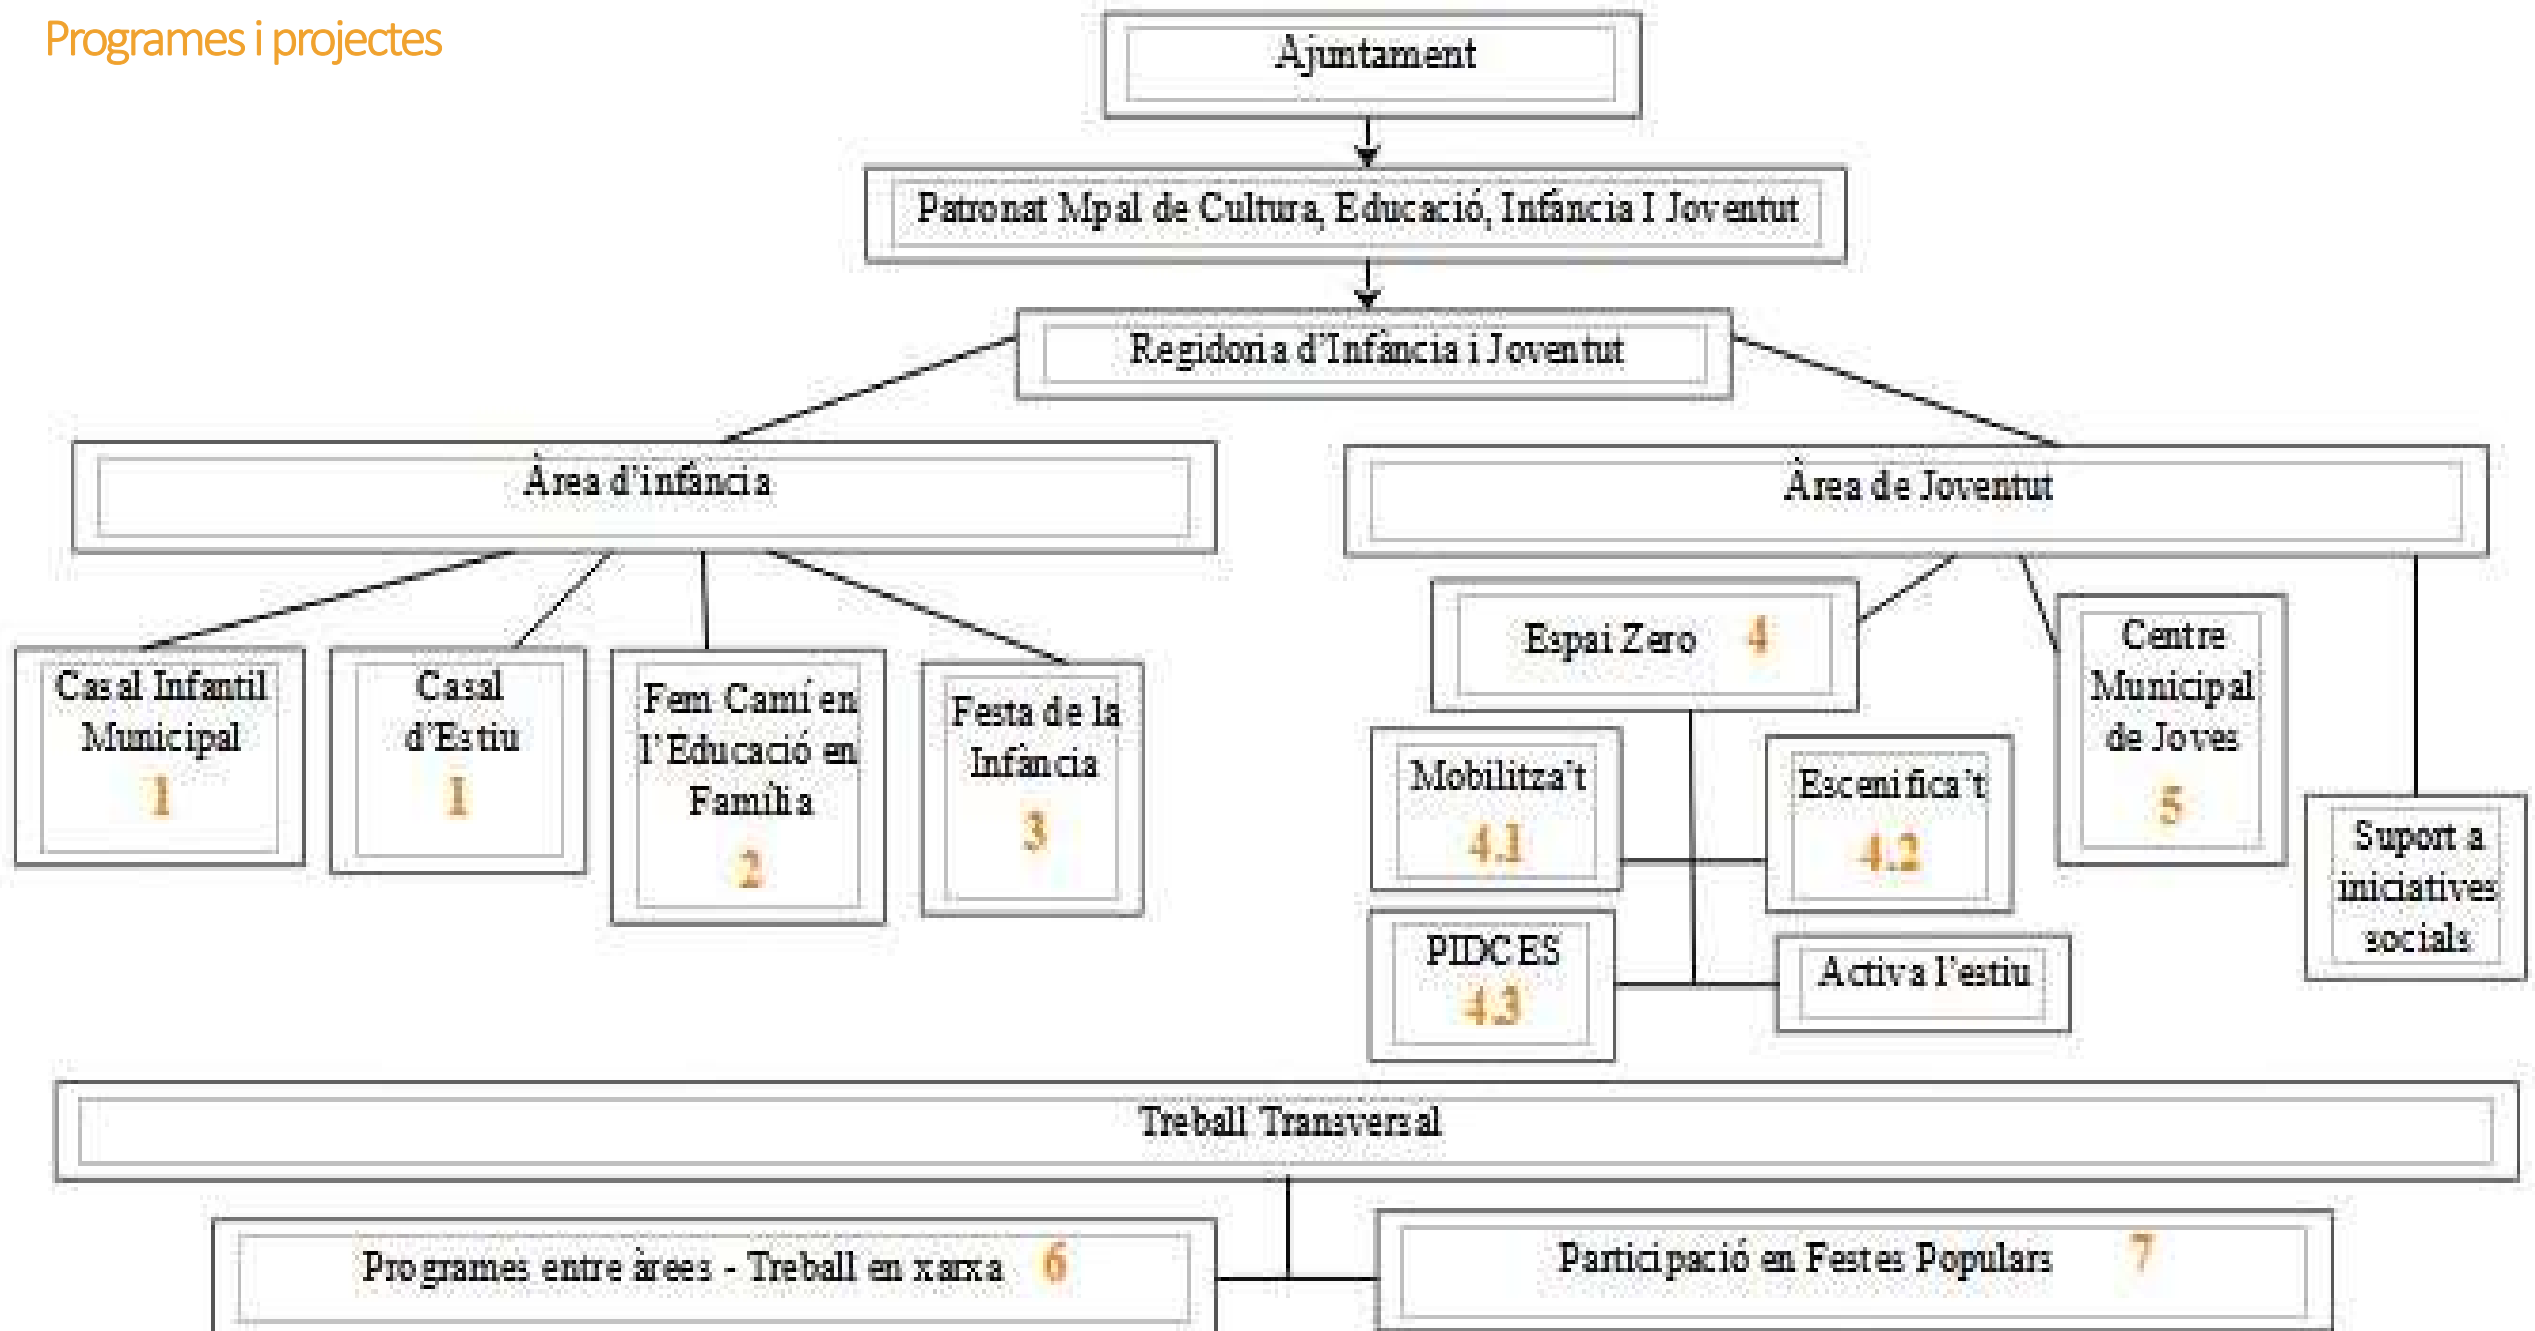 Programes i projectes
Ajuntament
Patronat Mpal de Cultura, Educació, Infància I Joventut
Regidoria d'Infància i Joventut
Àrea d'infància
Àrea de Joventut
Casal Infantil
Municipal
1
Casal
d'Estiu
1
Fem Camí en
l'Educació en
Família
2
Festa de la
Infància
3
Espai Zero 4
Mobilitza't
4.1
Escenifica't
4.2
PIDCES
4.3
Activa l'estiu
Centre
Municipal
de Joves
5
Suport a
iniciatives
socials
Treball Transversal
Programes entre àrees - Treball en xarxa 6
Participació en Festes Populars 7